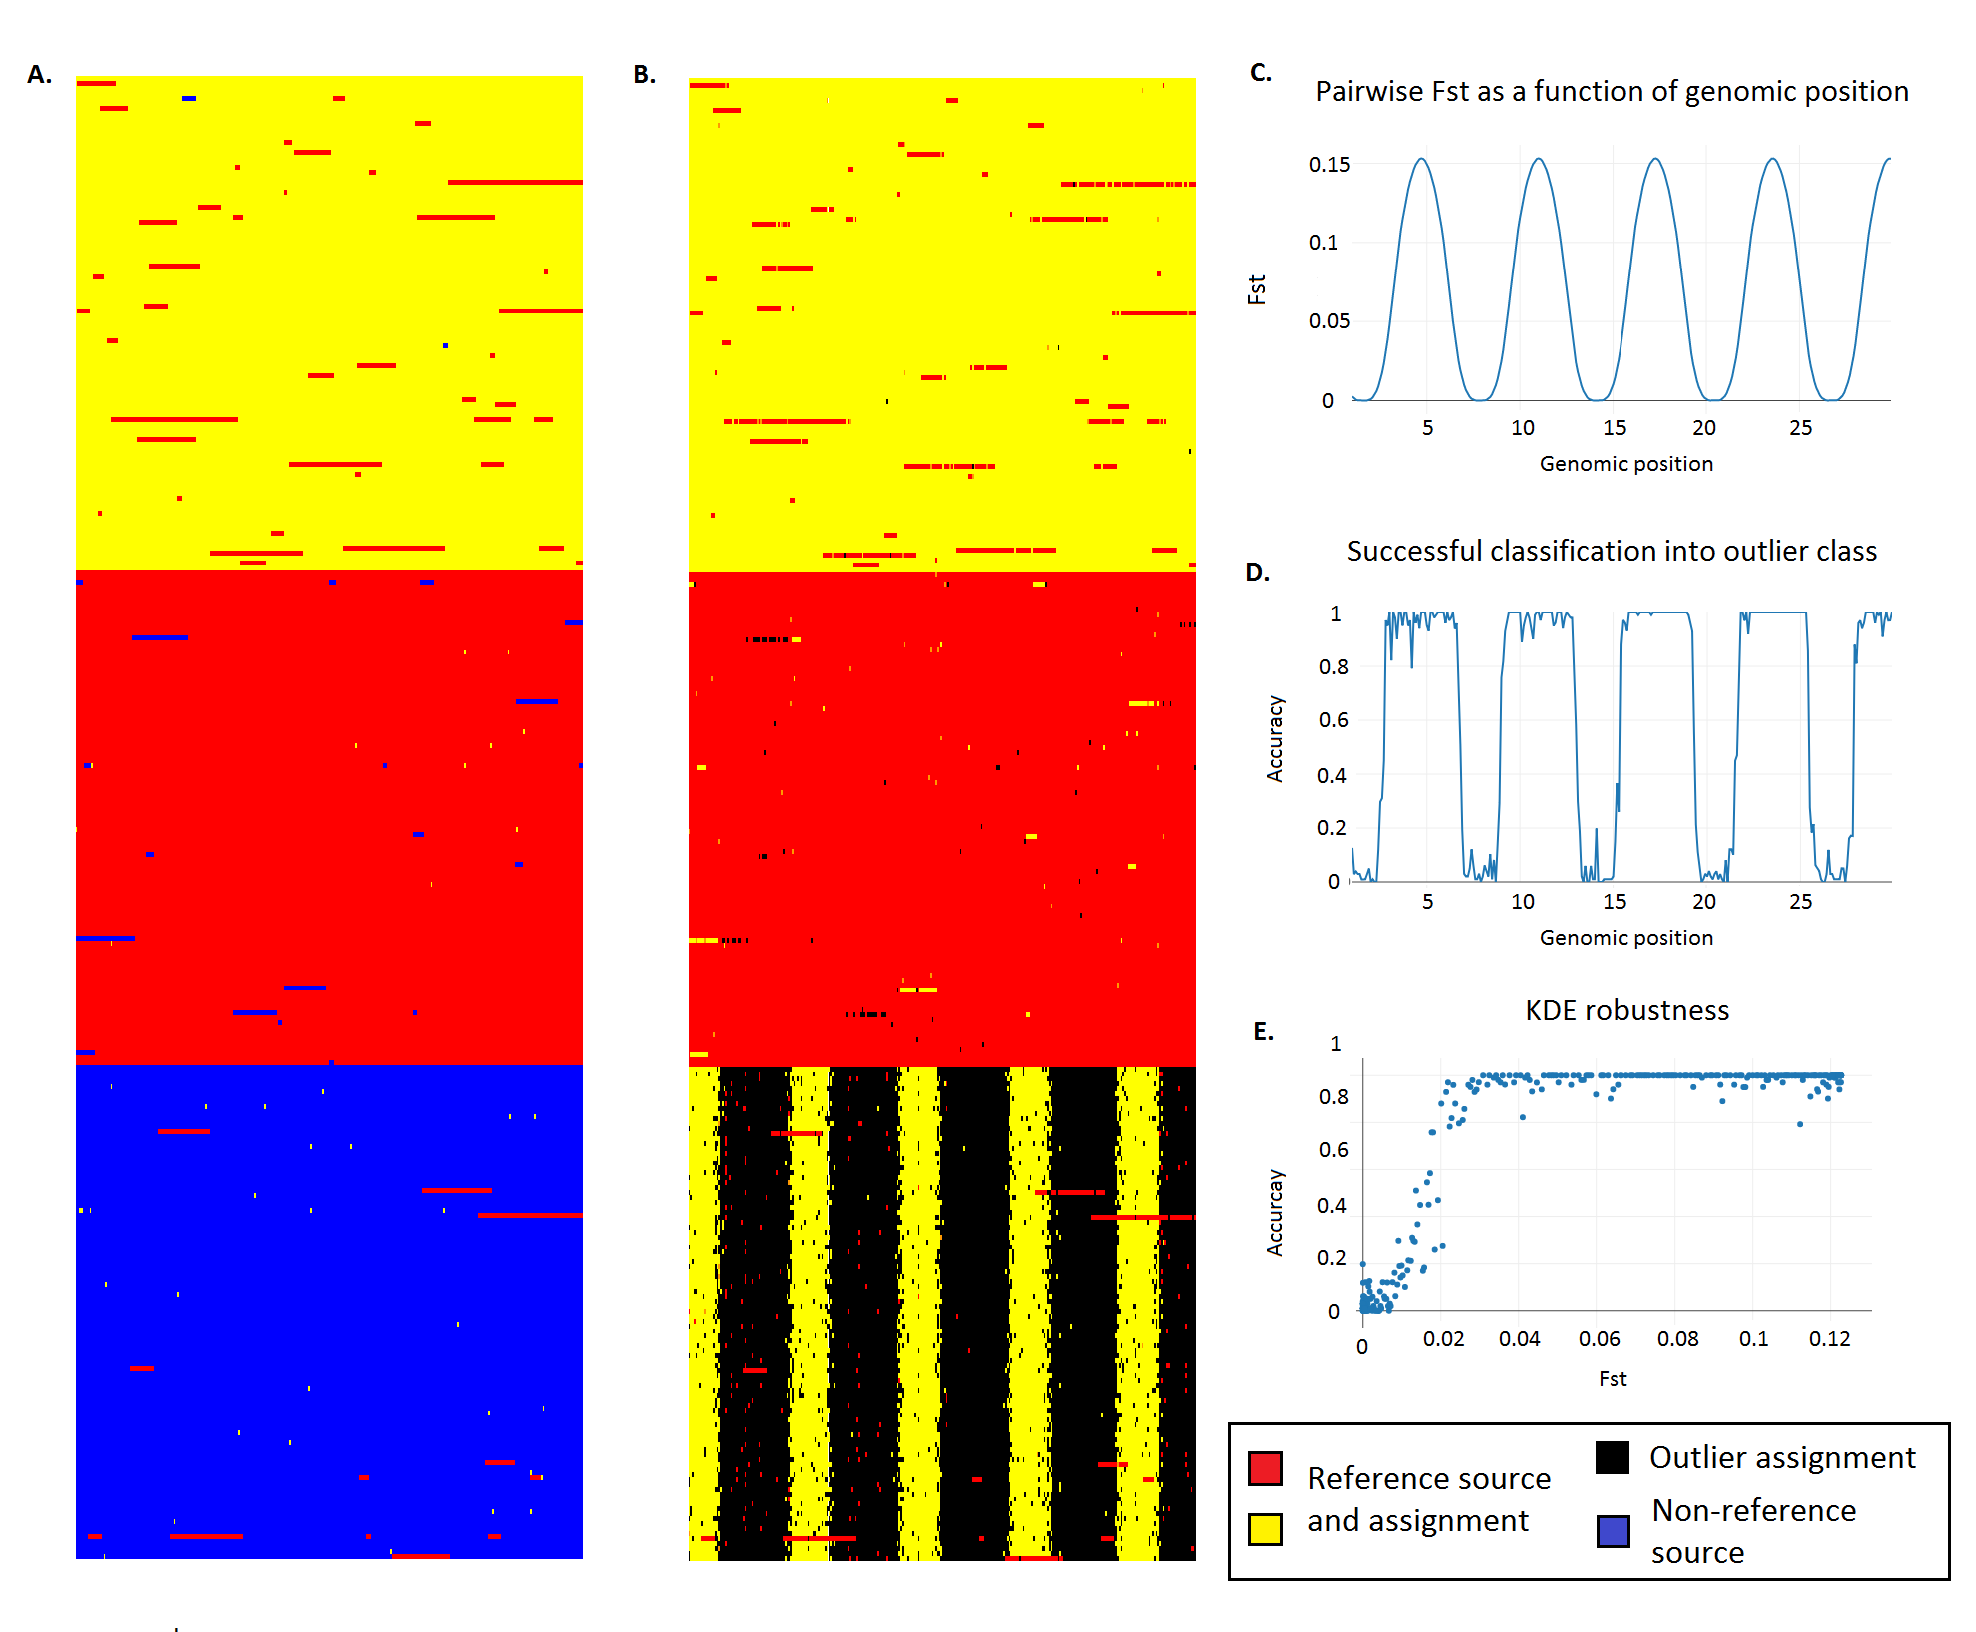 A.
B.
C.
Pairwise Fst as a function of genomic position
0.15
0.1
0.05
0
Fst
5 10 15 20 25
Genomic position
D.
Successful classification into outlier class
1
0.8
0.6
0.4
0.2
0
Accuracy
5 10 15 20 25
Genomic position
E.
KDE robustness
1
0.8
0.6
0.4
0.2
0
Accurcay
0 0.02 0.04 0.06 0.08 0.1 0.12
Fst
Reference source
and assignment
Outlier assignment
Non-reference
source